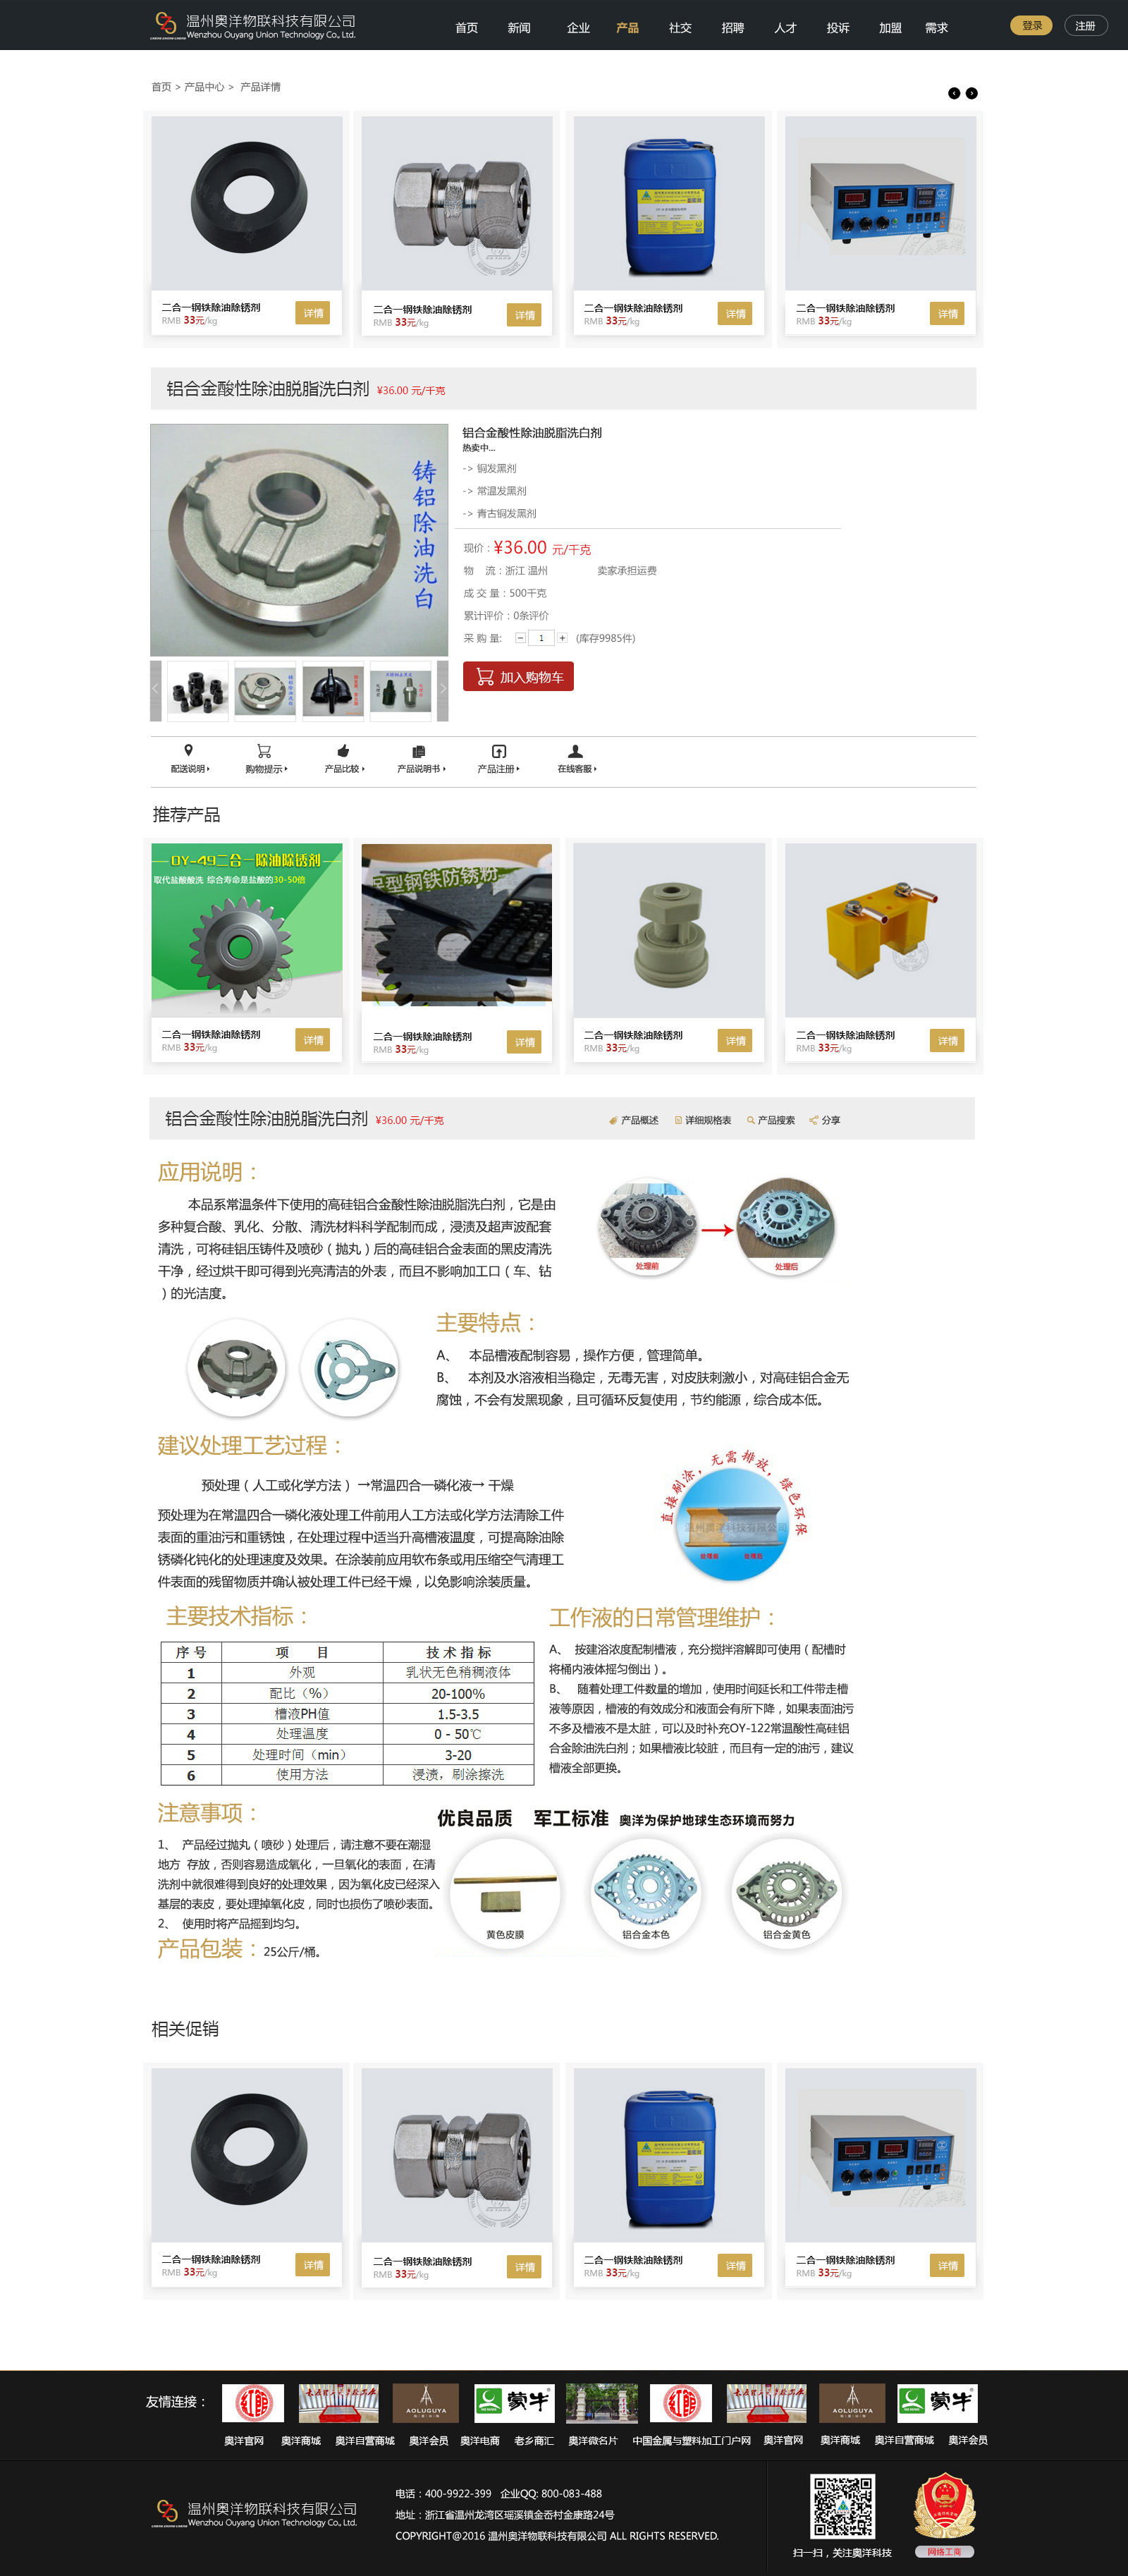 温州奥洋物联科技有限公司
Wenzhou Ouyang Union Technology Co., Ltd.
首页 新闻 企业 产品 社交 招聘 人才 投诉 加盟 需求
登录 注册
首页 > 产品中心 > 产品详情
二合一钢铁除油除锈剂
RMB 33元/kg
详情
二合一钢铁除油除锈剂
RMB 33元/kg
详情
二合一钢铁除油除锈剂
RMB 33元/kg
详情
二合一钢铁除油除锈剂
RMB 33元/kg
详情
铝合金酸性除油脱脂洗白剂 ¥36.00 元/千克
铸铝除油洗白
铝合金酸性除油脱脂洗白剂
热卖中...
-> 铜发黑剂
-> 常温发黑剂
-> 青古铜发黑剂
现价：¥36.00 元/千克
物 流：浙江 温州 卖家承担运费
成 交 量：500千克
累计评价：0条评价
采 购 量: − 1 + (库存9985件)
加入购物车
配送说明 购物提示 产品比较 产品说明书 产品注册 在线客服
推荐产品
OY-49二合一除油除锈剂
取代盐酸酸洗 综合寿命是盐酸的30-50倍
型钢铁防锈粉
二合一钢铁除油除锈剂
RMB 33元/kg
详情
二合一钢铁除油除锈剂
RMB 33元/kg
详情
二合一钢铁除油除锈剂
RMB 33元/kg
详情
二合一钢铁除油除锈剂
RMB 33元/kg
详情
铝合金酸性除油脱脂洗白剂 ¥36.00 元/千克
产品概述 详细规格表 产品搜索 分享
应用说明：
本品系常温条件下使用的高硅铝合金酸性除油脱脂洗白剂，它是由
多种复合酸、乳化、分散、清洗材料科学配制而成，浸渍及超声波配套
清洗，可将硅铝压铸件及喷砂（抛丸）后的高硅铝合金表面的黑皮清洗
干净，经过烘干即可得到光亮清洁的外表，而且不影响加工口（车、钻
）的光洁度。
处理前 处理后
主要特点：
A、 本品槽液配制容易，操作方便，管理简单。
B、 本剂及水溶液相当稳定，无毒无害，对皮肤刺激小，对高硅铝合金无
腐蚀，不会有发黑现象，且可循环反复使用，节约能源，综合成本低。
建议处理工艺过程：
预处理（人工或化学方法）→常温四合一磷化液→ 干燥
预处理为在常温四合一磷化液处理工件前用人工方法或化学方法清除工件
表面的重油污和重锈蚀，在处理过程中适当升高槽液温度，可提高除油除
锈磷化钝化的处理速度及效果。在涂装前应用软布条或用压缩空气清理工
件表面的残留物质并确认被处理工件已经干燥，以免影响涂装质量。
直接刷涂，无需排放，绿色环保
温州奥洋科技有限公司
处理前 处理后
主要技术指标：
序 号 项 目 技 术 指 标
1 外观 乳状无色稍稠液体
2 配比（%） 20-100%
3 槽液PH值 1.5-3.5
4 处理温度 0 - 50℃
5 处理时间（min） 3-20
6 使用方法 浸渍，刷涂擦洗
工作液的日常管理维护：
A、 按建浴浓度配制槽液，充分搅拌溶解即可使用（配槽时
将桶内液体摇匀倒出）。
B、 随着处理工件数量的增加，使用时间延长和工件带走槽
液等原因，槽液的有效成分和液面会有所下降，如果表面油污
不多及槽液不是太脏，可以及时补充OY-122常温酸性高硅铝
合金除油洗白剂；如果槽液比较脏，而且有一定的油污，建议
槽液全部更换。
注意事项：
1、 产品经过抛丸（喷砂）处理后，请注意不要在潮湿
地方 存放，否则容易造成氧化，一旦氧化的表面，在清
洗剂中就很难得到良好的处理效果，因为氧化皮已经深入
基层的表皮，要处理掉氧化皮，同时也损伤了喷砂表面。
2、 使用时将产品摇到均匀。
产品包装：25公斤/桶。
优良品质 军工标准 奥洋为保护地球生态环境而努力
黄色皮膜 铝合金本色 铝合金黄色
相关促销
二合一钢铁除油除锈剂
RMB 33元/kg
详情
二合一钢铁除油除锈剂
RMB 33元/kg
详情
二合一钢铁除油除锈剂
RMB 33元/kg
详情
二合一钢铁除油除锈剂
RMB 33元/kg
详情
友情连接：
AOLUGUYA 蒙牛 AOLUGUYA 蒙牛
奥洋官网 奥洋商城 奥洋自营商城 奥洋会员 奥洋电商 老乡商汇 奥洋微名片 中国金属与塑料加工门户网 奥洋官网 奥洋商城 奥洋自营商城 奥洋会员
温州奥洋物联科技有限公司
Wenzhou Ouyang Union Technology Co., Ltd.
电话：400-9922-399 企业QQ: 800-083-488
地址：浙江省温州龙湾区瑶溪镇金岙村金康路24号
COPYRIGHT@2016 温州奥洋物联科技有限公司 ALL RIGHTS RESERVED.
扫一扫，关注奥洋科技
网络工商